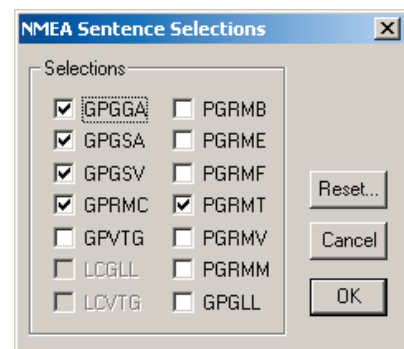 NMEA Sentence Selections
Selections
GPGGA PGRMB
GPGSA PGRME
GPGSV PGRMF
GPRMC PGRMT
GPVTG PGRMV
LCGLL PGRMM
LCVTG GPGLL
Reset...
Cancel
OK